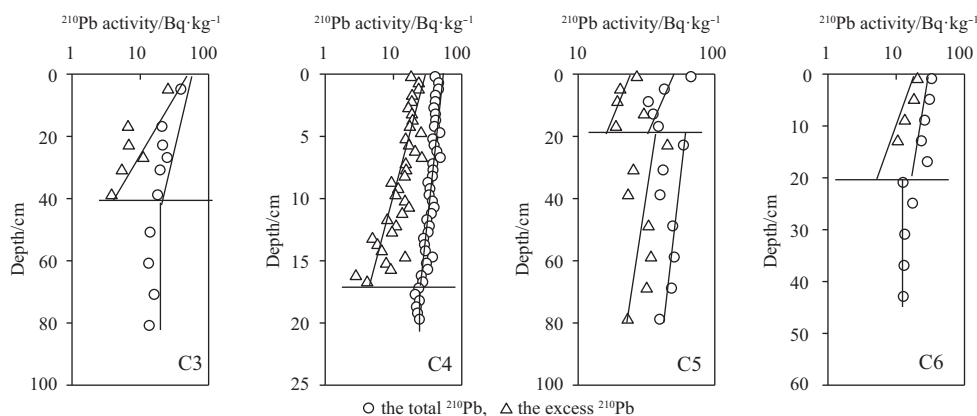 ²¹⁰Pb activity/Bq·kg⁻¹
1 10 100
0
20
40
60
80
100
Depth/cm
C3
²¹⁰Pb activity/Bq·kg⁻¹
1 10 100
0
5
10
15
20
25
Depth/cm
C4
²¹⁰Pb activity/Bq·kg⁻¹
10 100
0
20
40
60
80
100
Depth/cm
C5
²¹⁰Pb activity/Bq·kg⁻¹
1 10 100
0
10
20
30
40
50
60
Depth/cm
C6
○ the total ²¹⁰Pb, △ the excess ²¹⁰Pb